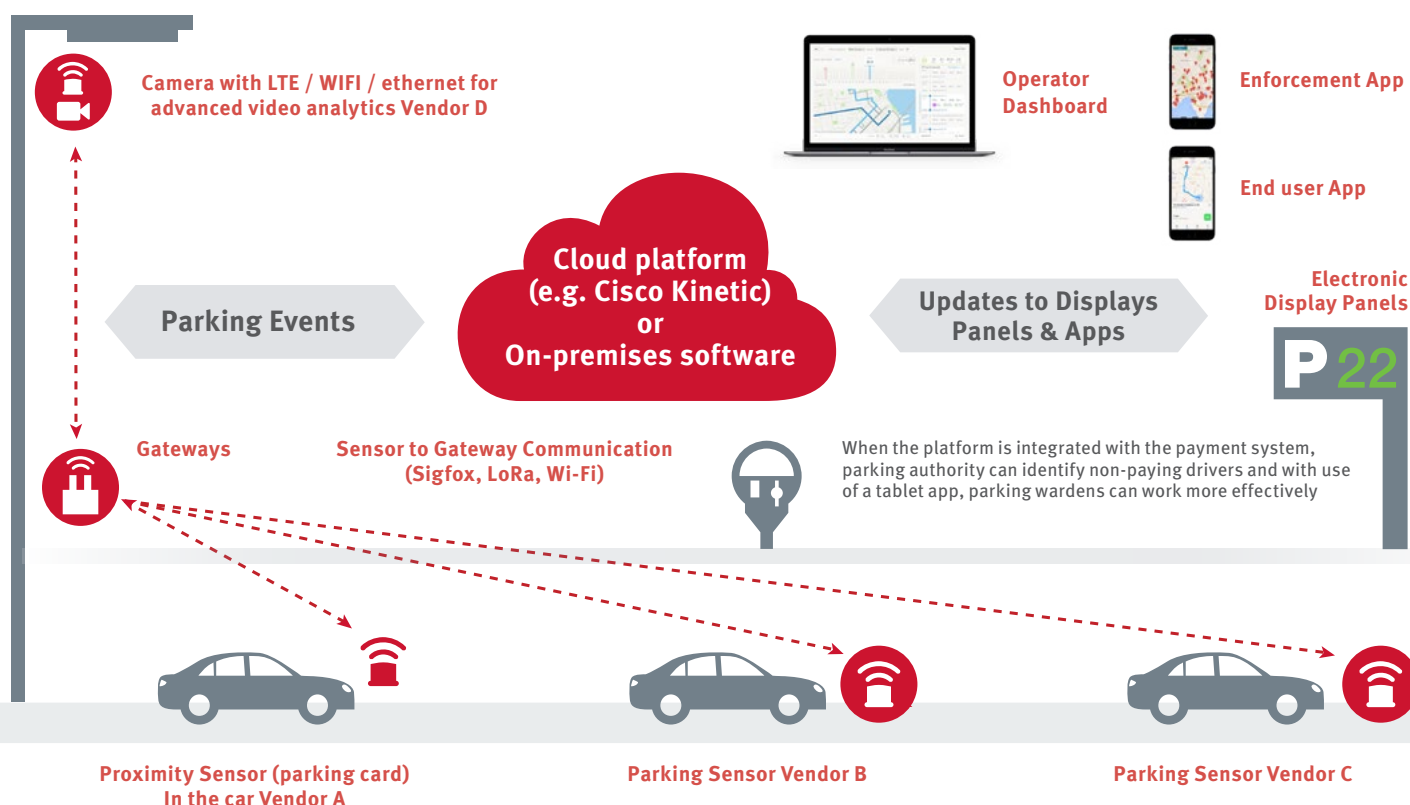 Camera with LTE / WIFI / ethernet for
advanced video analytics Vendor D
Operator
Dashboard
Enforcement App
End user App
Cloud platform
(e.g. Cisco Kinetic)
or
On-premises software
Parking Events
Updates to Displays
Panels & Apps
Electronic
Display Panels
P 22
Gateways
Sensor to Gateway Communication
(Sigfox, LoRa, Wi-Fi)
When the platform is integrated with the payment system,
parking authority can identify non-paying drivers and with use
of a tablet app, parking wardens can work more effectively
Proximity Sensor (parking card)
In the car Vendor A
Parking Sensor Vendor B
Parking Sensor Vendor C